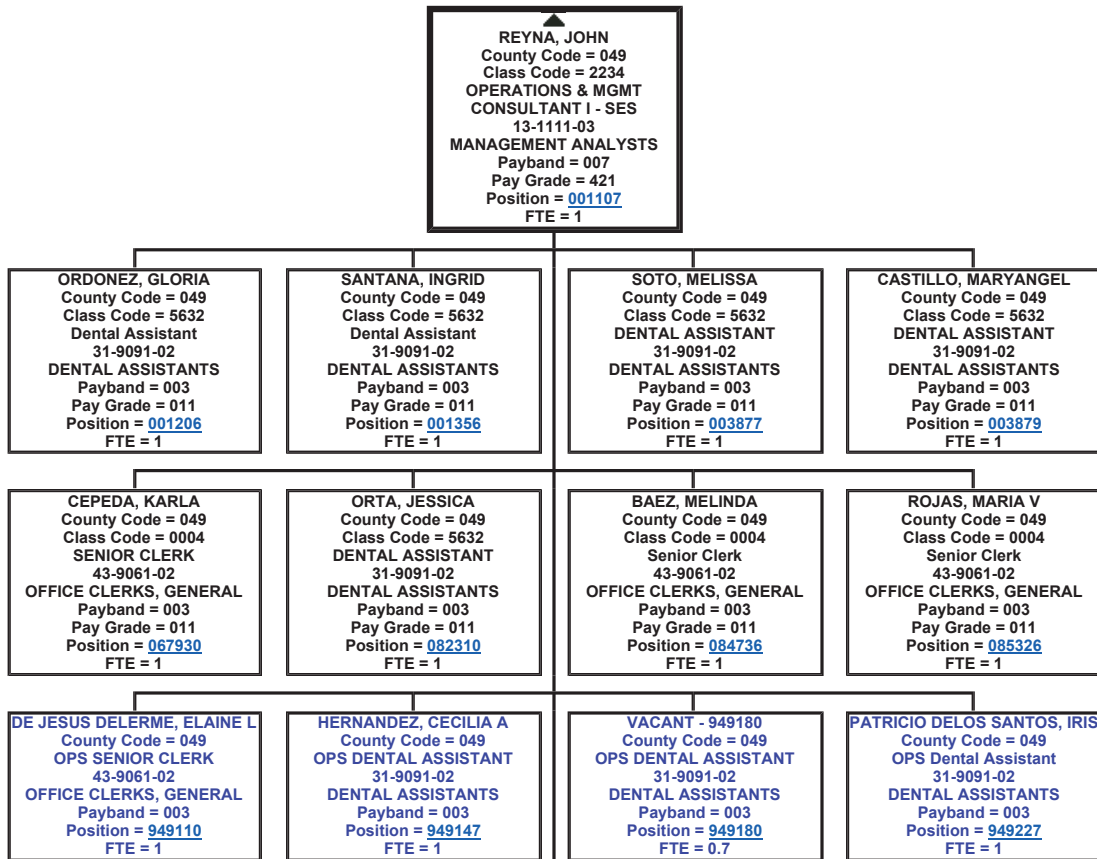 REYNA, JOHN
County Code = 049
Class Code = 2234
OPERATIONS & MGMT
CONSULTANT I - SES
13-1111-03
MANAGEMENT ANALYSTS
Payband = 007
Pay Grade = 421
Position = 001107
FTE = 1
ORDONEZ, GLORIA
County Code = 049
Class Code = 5632
Dental Assistant
31-9091-02
DENTAL ASSISTANTS
Payband = 003
Pay Grade = 011
Position = 001206
FTE = 1
SANTANA, INGRID
County Code = 049
Class Code = 5632
Dental Assistant
31-9091-02
DENTAL ASSISTANTS
Payband = 003
Pay Grade = 011
Position = 001356
FTE = 1
SOTO, MELISSA
County Code = 049
Class Code = 5632
DENTAL ASSISTANT
31-9091-02
DENTAL ASSISTANTS
Payband = 003
Pay Grade = 011
Position = 003877
FTE = 1
CASTILLO, MARYANGEL
County Code = 049
Class Code = 5632
DENTAL ASSISTANT
31-9091-02
DENTAL ASSISTANTS
Payband = 003
Pay Grade = 011
Position = 003879
FTE = 1
CEPEDA, KARLA
County Code = 049
Class Code = 0004
SENIOR CLERK
43-9061-02
OFFICE CLERKS, GENERAL
Payband = 003
Pay Grade = 011
Position = 067930
FTE = 1
ORTA, JESSICA
County Code = 049
Class Code = 5632
DENTAL ASSISTANT
31-9091-02
DENTAL ASSISTANTS
Payband = 003
Pay Grade = 011
Position = 082310
FTE = 1
BAEZ, MELINDA
County Code = 049
Class Code = 0004
Senior Clerk
43-9061-02
OFFICE CLERKS, GENERAL
Payband = 003
Pay Grade = 011
Position = 084736
FTE = 1
ROJAS, MARIA V
County Code = 049
Class Code = 0004
Senior Clerk
43-9061-02
OFFICE CLERKS, GENERAL
Payband = 003
Pay Grade = 011
Position = 085326
FTE = 1
DE JESUS DELERME, ELAINE L
County Code = 049
OPS SENIOR CLERK
43-9061-02
OFFICE CLERKS, GENERAL
Payband = 003
Position = 949110
FTE = 1
HERNANDEZ, CECILIA A
County Code = 049
OPS DENTAL ASSISTANT
31-9091-02
DENTAL ASSISTANTS
Payband = 003
Position = 949147
FTE = 1
VACANT - 949180
County Code = 049
OPS DENTAL ASSISTANT
31-9091-02
DENTAL ASSISTANTS
Payband = 003
Position = 949180
FTE = 0.7
PATRICIO DELOS SANTOS, IRIS
County Code = 049
OPS Dental Assistant
31-9091-02
DENTAL ASSISTANTS
Payband = 003
Position = 949227
FTE = 1